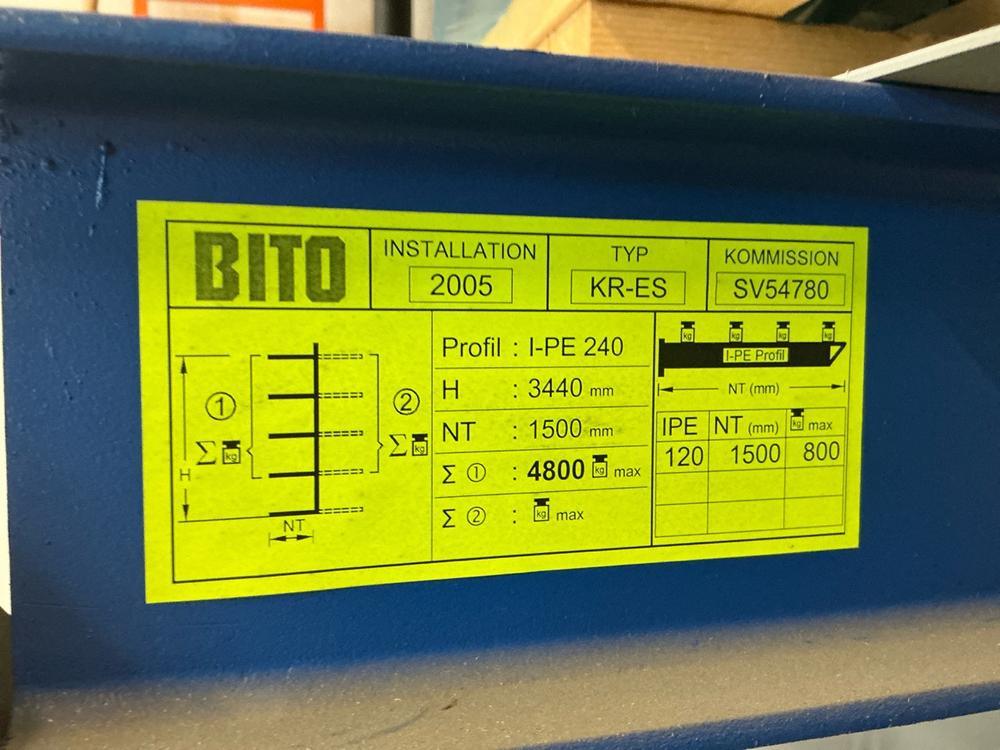 BITO
INSTALLATION
2005
TYP
KR-ES
KOMMISSION
SV54780
① Σ kg
H
NT
② Σ kg
Profil : I-PE 240
H : 3440 mm
NT : 1500 mm
Σ ① : 4800 kg max
Σ ② : kg max
kg kg kg kg
I-PE Profil
NT (mm)
IPE NT (mm) kg max
120 1500 800